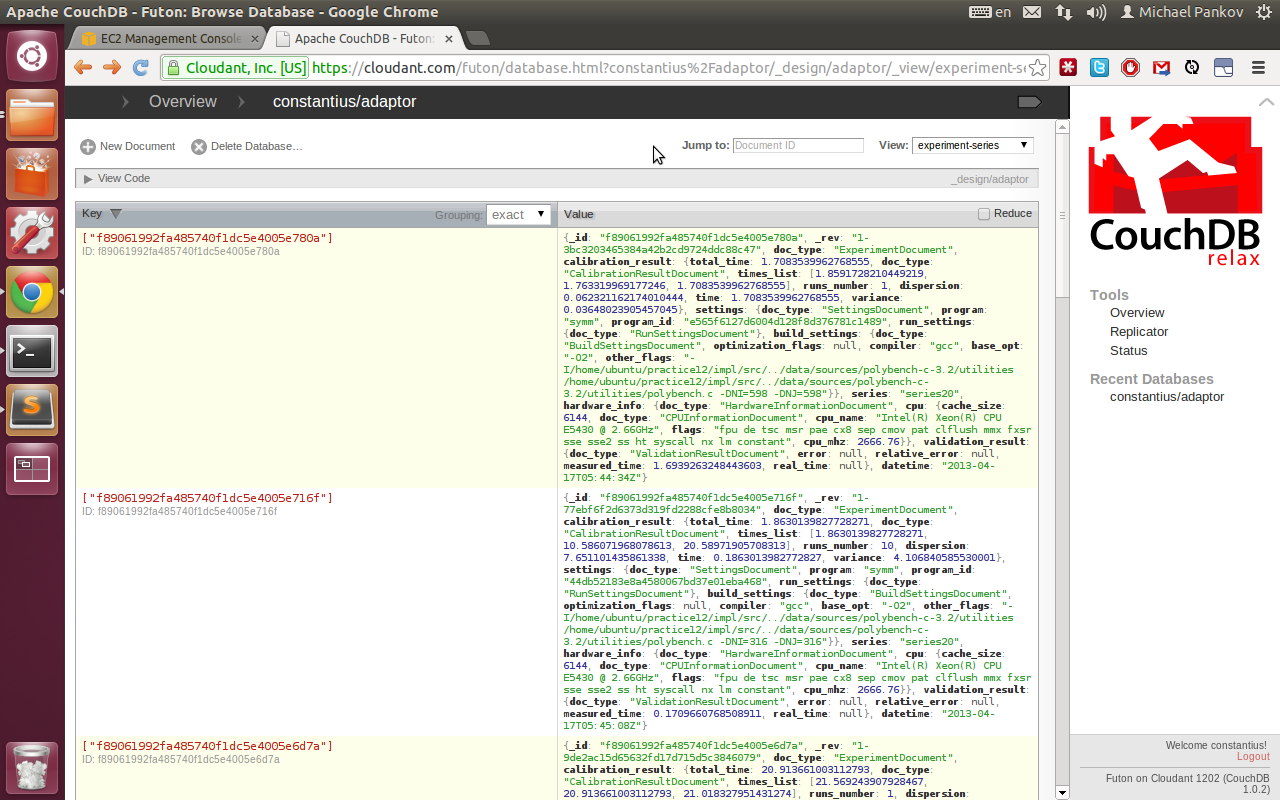 Apache CouchDB - Futon: Browse Database - Google Chrome
en
Michael Pankov
EC2 Management Console
Apache CouchDB - Futon:
Cloudant, Inc. [US]
https://cloudant.com/futon/database.html?constantius%2Fadaptor/_design/adaptor/_view/experiment-se
Overview
constantius/adaptor
New Document
Delete Database…
Jump to:
Document ID
View:
experiment-series
View Code
_design/adaptor
Key
Grouping:
exact
Value
Reduce
["f89061992fa485740f1dc5e4005e780a"]
ID: f89061992fa485740f1dc5e4005e780a
{_id: "f89061992fa485740f1dc5e4005e780a", _rev: "1-
3bc3203465384a42b2cd9724ddc88c47", doc_type: "ExperimentDocument",
calibration_result: {total_time: 1.7083539962768555, doc_type:
"CalibrationResultDocument", times_list: [1.8591728210449219,
1.763319969177246, 1.7083539962768555], runs_number: 1, dispersion:
0.062321162174010444, time: 1.7083539962768555, variance:
0.03648023905457045}, settings: {doc_type: "SettingsDocument", program:
"symm", program_id: "e565f6127d6004d128f8d376781c1489", run_settings:
{doc_type: "RunSettingsDocument"}, build_settings: {doc_type:
"BuildSettingsDocument", optimization_flags: null, compiler: "gcc", base_opt:
"-O2", other_flags: "-
I/home/ubuntu/practice12/impl/src/../data/sources/polybench-c-3.2/utilities
/home/ubuntu/practice12/impl/src/../data/sources/polybench-c-
3.2/utilities/polybench.c -DNI=598 -DNJ=598"}}, series: "series20",
hardware_info: {doc_type: "HardwareInformationDocument", cpu: {cache_size:
6144, doc_type: "CPUInformationDocument", cpu_name: "Intel(R) Xeon(R) CPU
E5430 @ 2.66GHz", flags: "fpu de tsc msr pae cx8 sep cmov pat clflush mmx fxsr
sse sse2 ss ht syscall nx lm constant", cpu_mhz: 2666.76}}, validation_result:
{doc_type: "ValidationResultDocument", error: null, relative_error: null,
measured_time: 1.6939263248443603, real_time: null}, datetime: "2013-04-
17T05:44:34Z"}
["f89061992fa485740f1dc5e4005e716f"]
ID: f89061992fa485740f1dc5e4005e716f
{_id: "f89061992fa485740f1dc5e4005e716f", _rev: "1-
77ebf6f2d6373d319fd2288cfe8b8034", doc_type: "ExperimentDocument",
calibration_result: {total_time: 1.8630139827728271, doc_type:
"CalibrationResultDocument", times_list: [1.8630139827728271,
10.586071968078613, 20.58971905708313], runs_number: 10, dispersion:
7.651101435861338, time: 0.1863013982772827, variance: 4.106840585530001},
settings: {doc_type: "SettingsDocument", program: "symm", program_id:
"44db52183e8a4580067bd37e01eba468", run_settings: {doc_type:
"RunSettingsDocument"}, build_settings: {doc_type: "BuildSettingsDocument",
optimization_flags: null, compiler: "gcc", base_opt: "-O2", other_flags: "-
I/home/ubuntu/practice12/impl/src/../data/sources/polybench-c-3.2/utilities
/home/ubuntu/practice12/impl/src/../data/sources/polybench-c-
3.2/utilities/polybench.c -DNI=316 -DNJ=316"}}, series: "series20",
hardware_info: {doc_type: "HardwareInformationDocument", cpu: {cache_size:
6144, doc_type: "CPUInformationDocument", cpu_name: "Intel(R) Xeon(R) CPU
E5430 @ 2.66GHz", flags: "fpu de tsc msr pae cx8 sep cmov pat clflush mmx fxsr
sse sse2 ss ht syscall nx lm constant", cpu_mhz: 2666.76}}, validation_result:
{doc_type: "ValidationResultDocument", error: null, relative_error: null,
measured_time: 0.1709660768508911, real_time: null}, datetime: "2013-04-
17T05:45:08Z"}
["f89061992fa485740f1dc5e4005e6d7a"]
ID: f89061992fa485740f1dc5e4005e6d7a
{_id: "f89061992fa485740f1dc5e4005e6d7a", _rev: "1-
9de2ac15d65632fd17d715d5c3846079", doc_type: "ExperimentDocument",
calibration_result: {total_time: 20.913661003112793, doc_type:
"CalibrationResultDocument", times_list: [21.569243907928467,
20.913661003112793, 21.018327951431274], runs_number: 1, dispersion:
CouchDB
relax
Tools
Overview
Replicator
Status
Recent Databases
constantius/adaptor
Welcome constantius!
Logout
Futon on Cloudant 1202 (CouchDB
1.0.2)